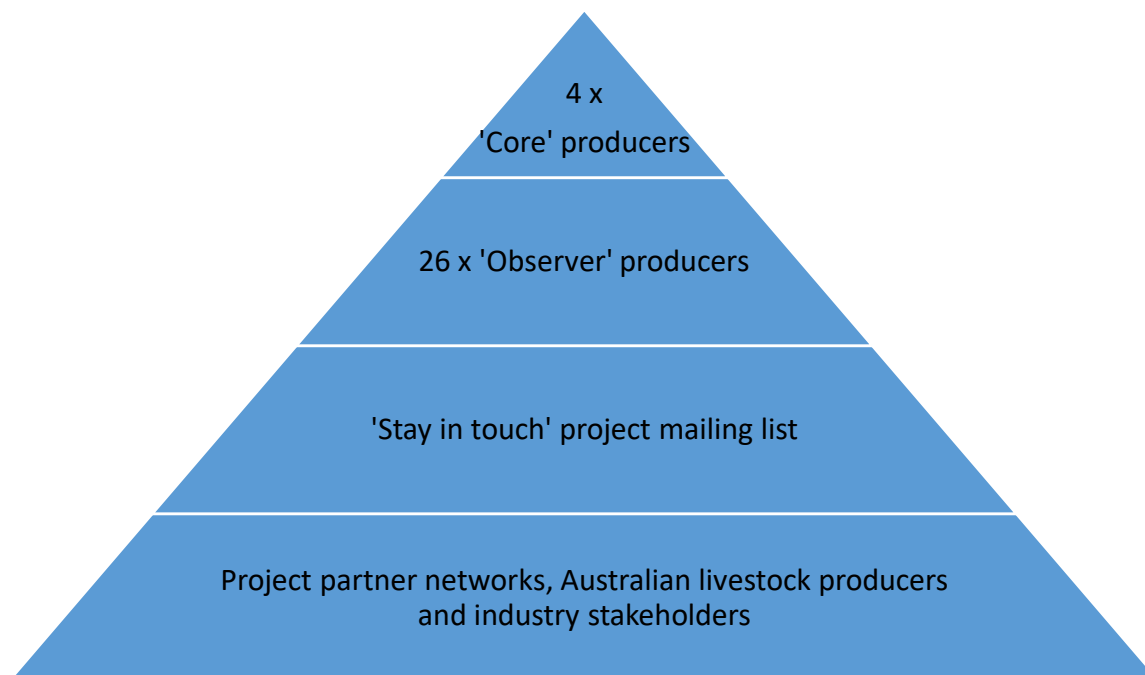 4 x
'Core' producers
26 x 'Observer' producers
'Stay in touch' project mailing list
Project partner networks, Australian livestock producers
and industry stakeholders